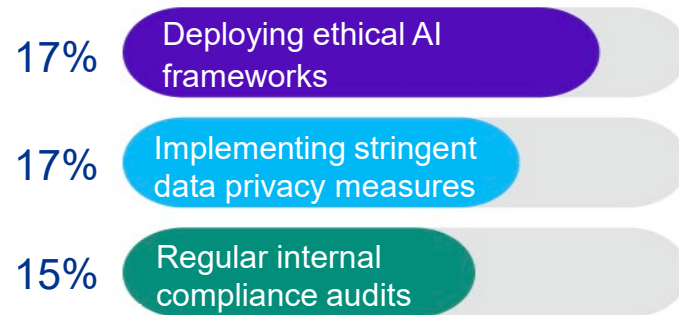 17%
Deploying ethical AI
frameworks
17%
Implementing stringent
data privacy measures
15%
Regular internal
compliance audits